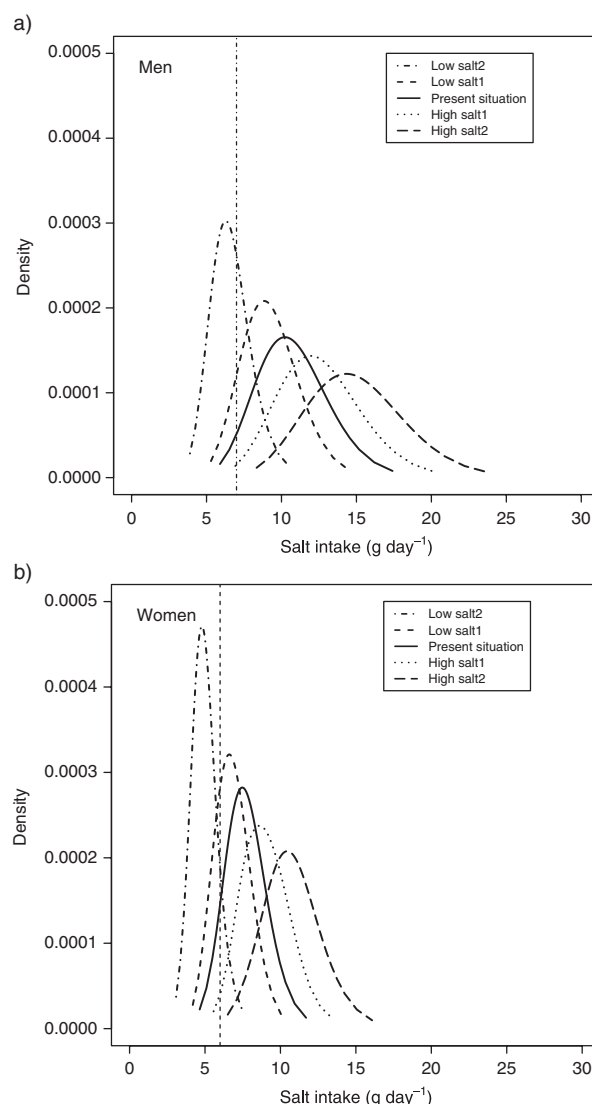 a)
Men
Low salt2
Low salt1
Present situation
High salt1
High salt2
0.0005
0.0004
0.0003
0.0002
0.0001
0.0000
Density
0 5 10 15 20 25 30
Salt intake (g day⁻¹)
b)
Women
Low salt2
Low salt1
Present situation
High salt1
High salt2
0.0005
0.0004
0.0003
0.0002
0.0001
0.0000
Density
0 5 10 15 20 25 30
Salt intake (g day⁻¹)